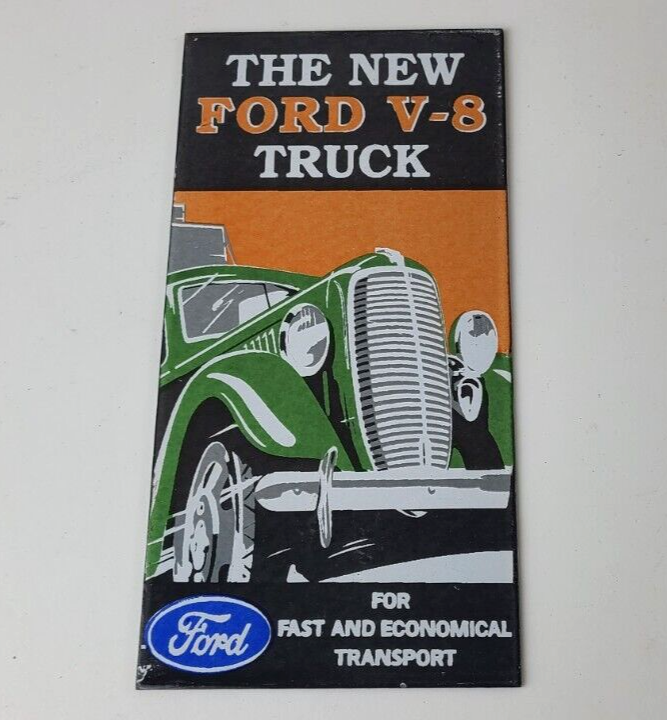 THE NEW
FORD V-8
TRUCK
FOR
FAST AND ECONOMICAL
TRANSPORT
Ford